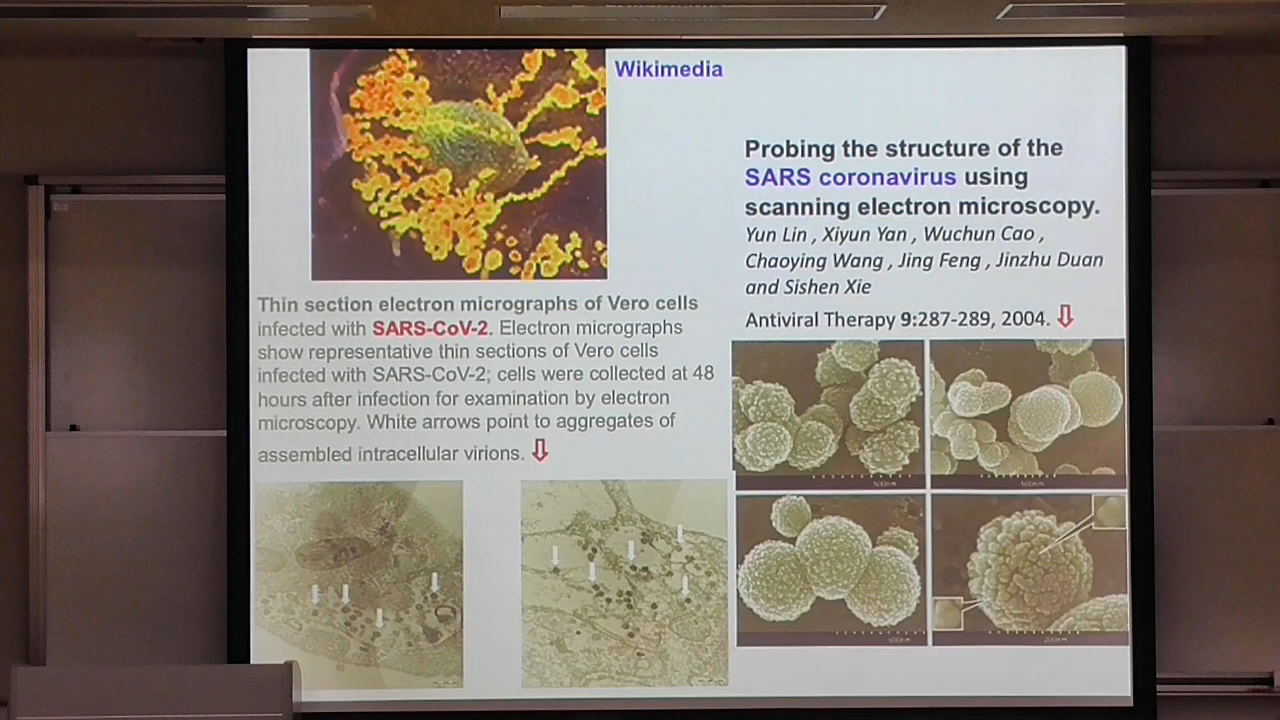 Wikimedia
Thin section electron micrographs of Vero cells
infected with SARS-CoV-2. Electron micrographs
show representative thin sections of Vero cells
infected with SARS-CoV-2; cells were collected at 48
hours after infection for examination by electron
microscopy. White arrows point to aggregates of
assembled intracellular virions.
Probing the structure of the
SARS coronavirus using
scanning electron microscopy.
Yun Lin , Xiyun Yan , Wuchun Cao ,
Chaoying Wang , Jing Feng , Jinzhu Duan
and Sishen Xie
Antiviral Therapy 9:287-289, 2004.
500nm
500nm
500nm
200nm